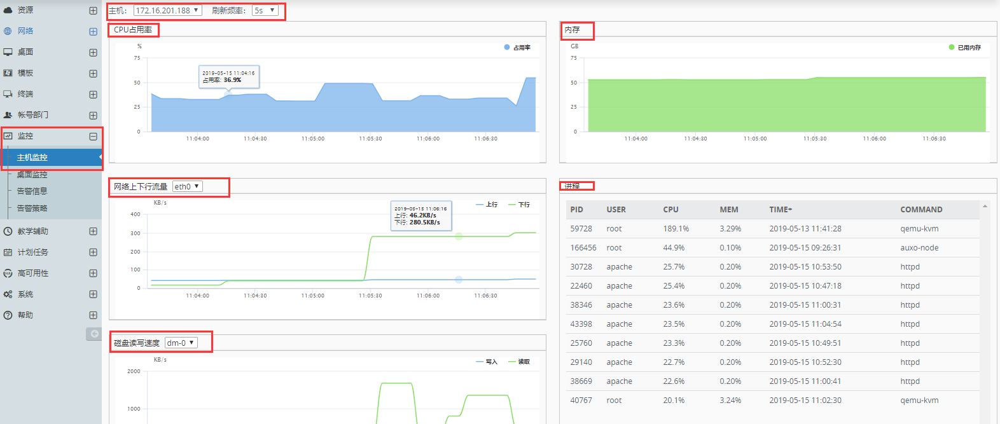 资源
网络
桌面
模板
终端
帐号部门
监控
主机监控
桌面监控
告警信息
告警策略
教学辅助
计划任务
高可用性
系统
帮助
主机： 172.16.201.188 刷新频率： 5s
CPU占用率
%
占用率
75
50
25
0
2019-05-15 11:04:16
占用率: 36.9%
11:04:00 11:04:30 11:05:00 11:05:30 11:06:00 11:06:30
内存
GB
已用内存
75
50
25
0
11:04:00 11:04:30 11:05:00 11:05:30 11:06:00 11:06:30
网络上下行流量 eth0
KB/s
上行 下行
400
300
200
100
0
2019-05-15 11:06:16
上行: 46.2KB/s
下行: 280.5KB/s
11:04:00 11:04:30 11:05:00 11:05:30 11:06:00 11:06:30
进程
PID USER CPU MEM TIME+ COMMAND
59728 root 189.1% 3.29% 2019-05-13 11:41:28 qemu-kvm
166456 root 44.9% 0.10% 2019-05-15 09:26:31 auxo-node
30728 apache 25.7% 0.20% 2019-05-15 10:53:50 httpd
22460 apache 25.4% 0.20% 2019-05-15 10:47:18 httpd
38346 apache 23.6% 0.20% 2019-05-15 11:00:31 httpd
43398 apache 23.5% 0.20% 2019-05-15 11:04:54 httpd
25760 apache 23.3% 0.20% 2019-05-15 10:49:51 httpd
29140 apache 22.7% 0.20% 2019-05-15 10:52:30 httpd
38669 apache 22.6% 0.20% 2019-05-15 11:00:41 httpd
40767 root 20.1% 3.24% 2019-05-15 11:02:30 qemu-kvm
磁盘读写速度 dm-0
KB/s
写入 读取
2000
1000